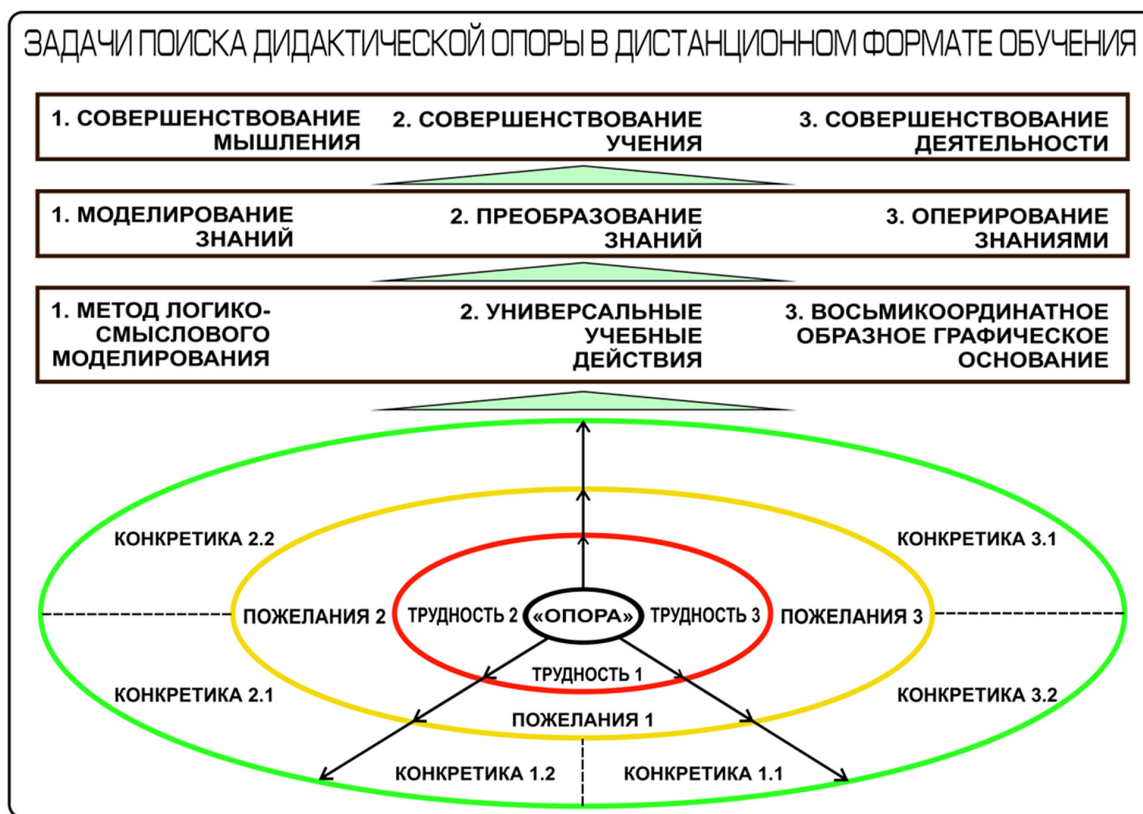 ЗАДАЧИ ПОИСКА ДИДАКТИЧЕСКОЙ ОПОРЫ В ДИСТАНЦИОННОМ ФОРМАТЕ ОБУЧЕНИЯ
1. СОВЕРШЕНСТВОВАНИЕ
МЫШЛЕНИЯ
2. СОВЕРШЕНСТВОВАНИЕ
УЧЕНИЯ
3. СОВЕРШЕНСТВОВАНИЕ
ДЕЯТЕЛЬНОСТИ
1. МОДЕЛИРОВАНИЕ
ЗНАНИЙ
2. ПРЕОБРАЗОВАНИЕ
ЗНАНИЙ
3. ОПЕРИРОВАНИЕ
ЗНАНИЯМИ
1. МЕТОД ЛОГИКО-
СМЫСЛОВОГО
МОДЕЛИРОВАНИЯ
2. УНИВЕРСАЛЬНЫЕ
УЧЕБНЫЕ
ДЕЙСТВИЯ
3. ВОСЬМИКООРДИНАТНОЕ
ОБРАЗНОЕ ГРАФИЧЕСКОЕ
ОСНОВАНИЕ
КОНКРЕТИКА 2.2
КОНКРЕТИКА 3.1
ПОЖЕЛАНИЯ 2
ТРУДНОСТЬ 2
«ОПОРА»
ТРУДНОСТЬ 3
ПОЖЕЛАНИЯ 3
ТРУДНОСТЬ 1
КОНКРЕТИКА 2.1
КОНКРЕТИКА 3.2
ПОЖЕЛАНИЯ 1
КОНКРЕТИКА 1.2
КОНКРЕТИКА 1.1